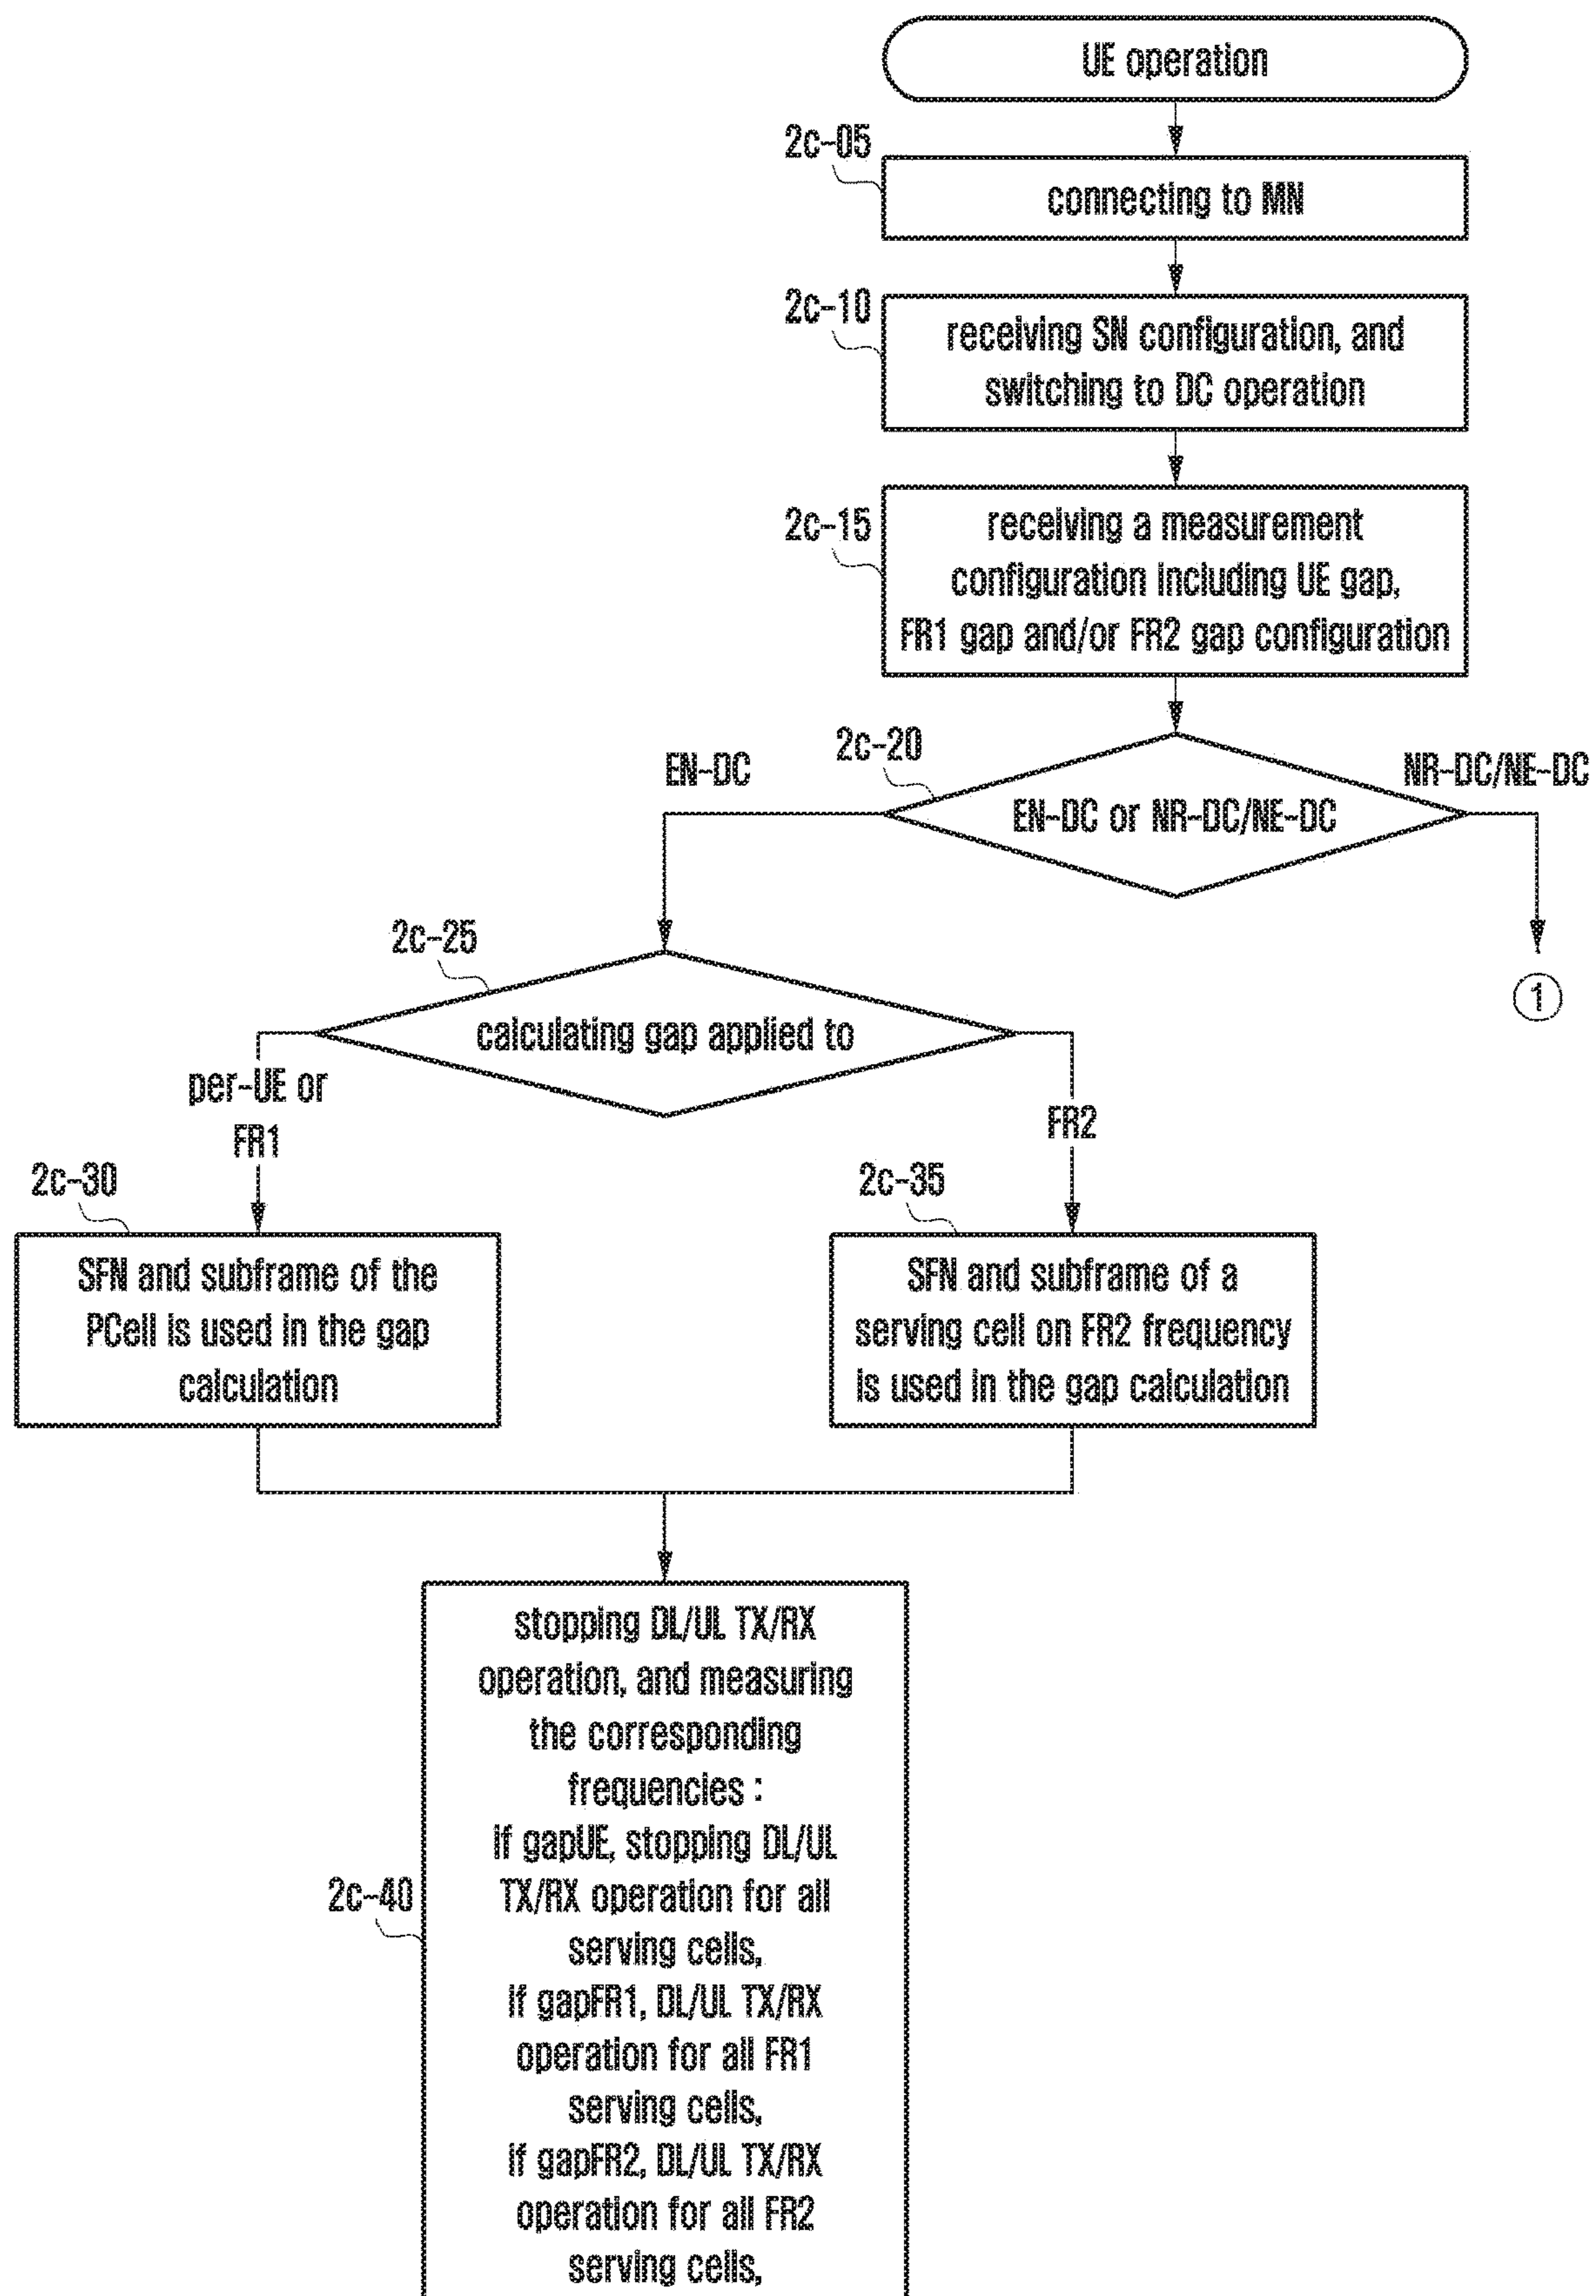 UE operation
2c-05
connecting to MN
2c-10
receiving SN configuration, and
switching to DC operation
2c-15
receiving a measurement
configuration including UE gap,
FR1 gap and/or FR2 gap configuration
2c-20
EN-DC
NR-DC/NE-DC
EN-DC or NR-DC/NE-DC
1
2c-25
calculating gap applied to
per-UE or
FR1
FR2
2c-30
SFN and subframe of the
PCell is used in the gap
calculation
2c-35
SFN and subframe of a
serving cell on FR2 frequency
is used in the gap calculation
2c-40
stopping DL/UL TX/RX
operation, and measuring
the corresponding
frequencies :
if gapUE, stopping DL/UL
TX/RX operation for all
serving cells,
if gapFR1, DL/UL TX/RX
operation for all FR1
serving cells,
if gapFR2, DL/UL TX/RX
operation for all FR2
serving cells,